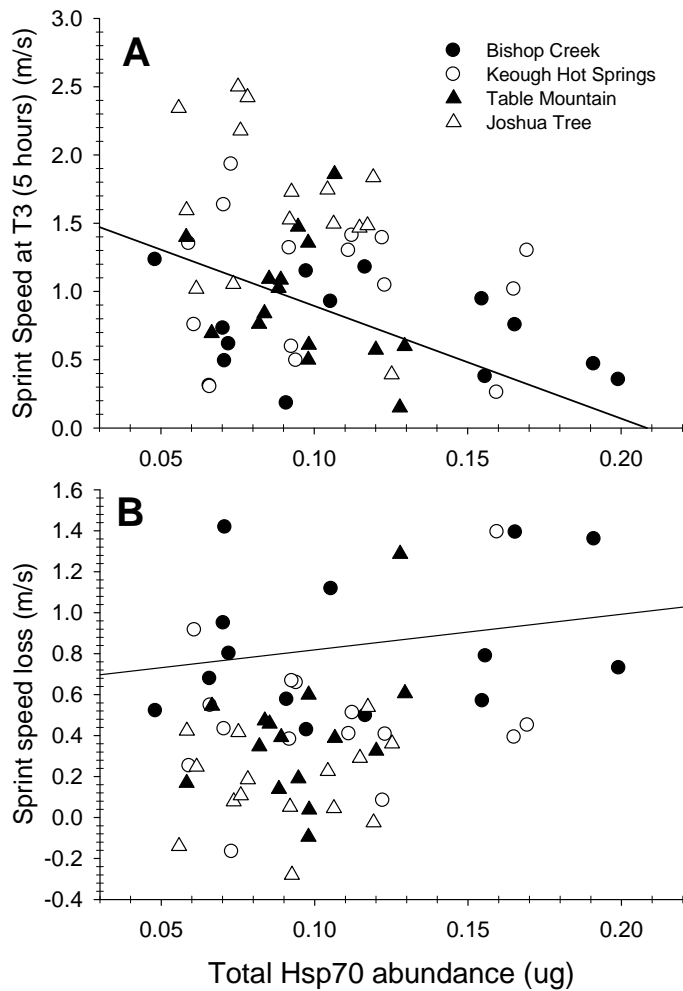 A
Bishop Creek
Keough Hot Springs
Table Mountain
Joshua Tree
Sprint Speed at T3 (5 hours) (m/s)
3.0
2.5
2.0
1.5
1.0
0.5
0.0
0.05 0.10 0.15 0.20
B
Sprint speed loss (m/s)
1.6
1.4
1.2
1.0
0.8
0.6
0.4
0.2
0.0
-0.2
-0.4
0.05 0.10 0.15 0.20
Total Hsp70 abundance (ug)